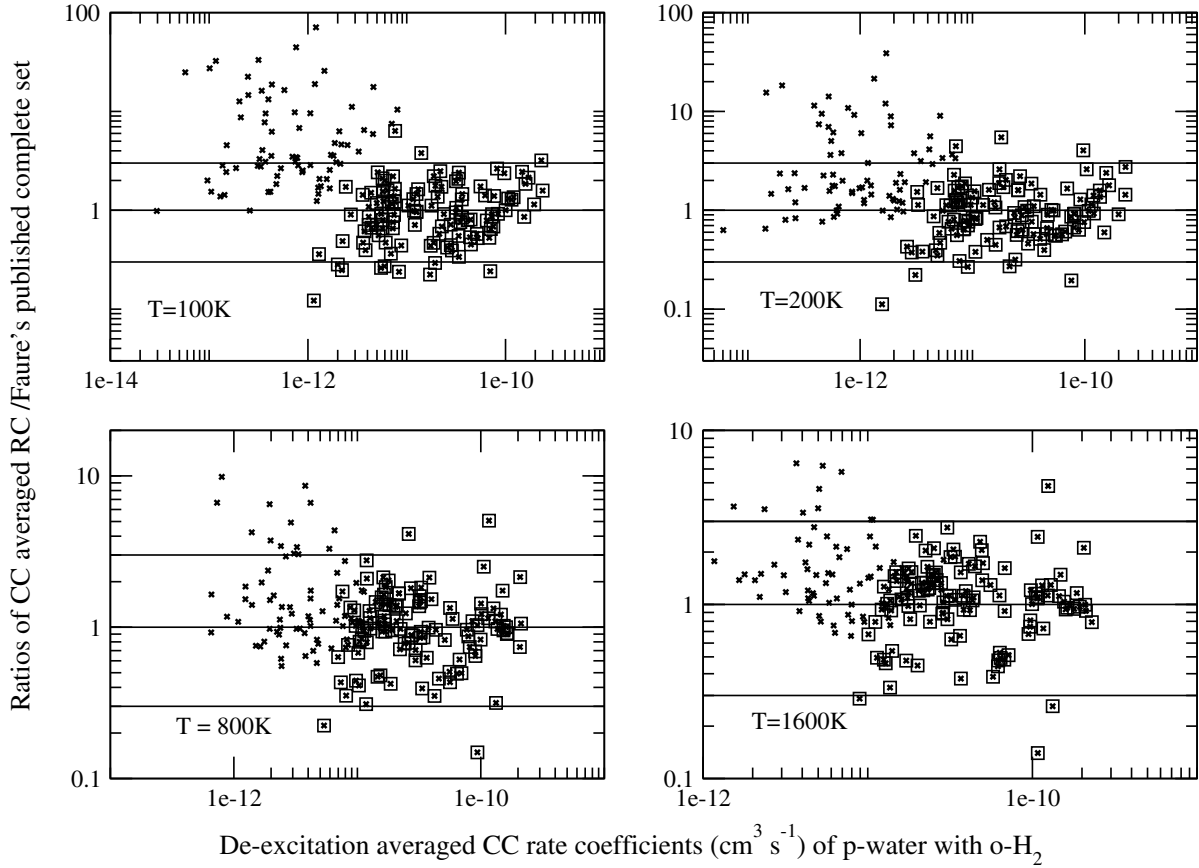 Ratios of CC averaged RC /Faure's published complete set
100
10
1
0.1
T=100K
1e-14
1e-12
1e-10
100
10
1
0.1
T=200K
1e-12
1e-10
10
1
0.1
T = 800K
1e-12
1e-10
10
1
0.1
T=1600K
1e-12
1e-10
De-excitation averaged CC rate coefficients (cm³ s⁻¹) of p-water with o-H₂